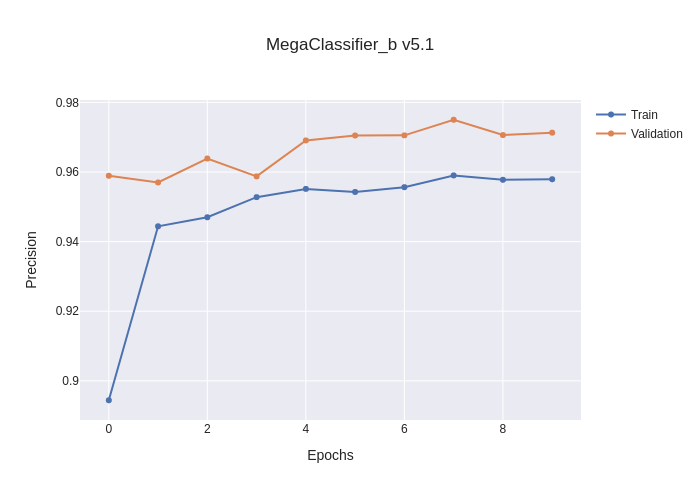 MegaClassifier_b v5.1
Train
Validation
Precision
0.98
0.96
0.94
0.92
0.9
0 2 4 6 8
Epochs